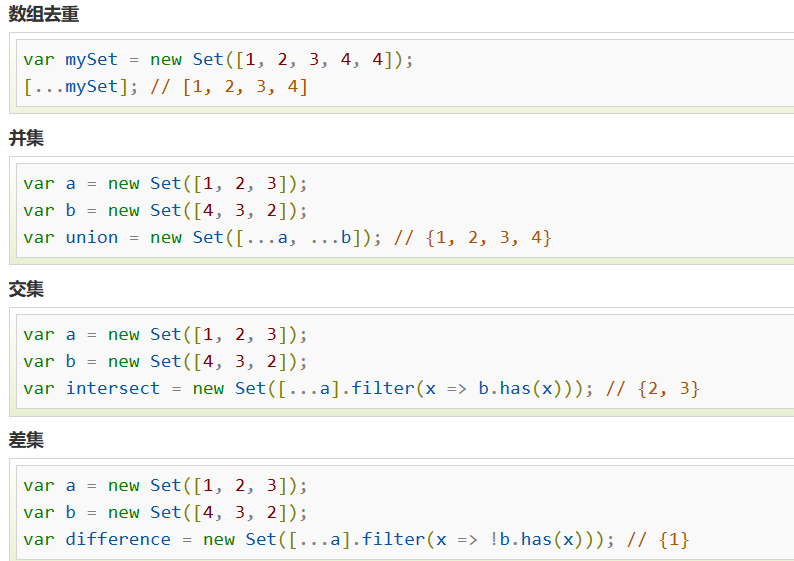 数组去重
var mySet = new Set([1, 2, 3, 4, 4]);
[...mySet]; // [1, 2, 3, 4]
并集
var a = new Set([1, 2, 3]);
var b = new Set([4, 3, 2]);
var union = new Set([...a, ...b]); // {1, 2, 3, 4}
交集
var a = new Set([1, 2, 3]);
var b = new Set([4, 3, 2]);
var intersect = new Set([...a].filter(x => b.has(x))); // {2, 3}
差集
var a = new Set([1, 2, 3]);
var b = new Set([4, 3, 2]);
var difference = new Set([...a].filter(x => !b.has(x))); // {1}